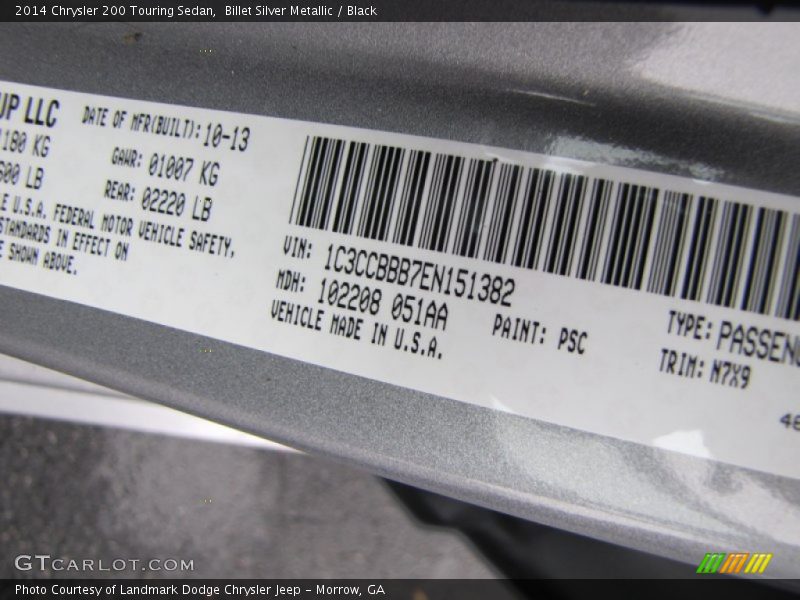 2014 Chrysler 200 Touring Sedan,  Billet Silver Metallic / Black
UP LLC
DATE OF MFR(BUILT): 10-13
180 KG
GAWR: 01007 KG
LB
REAR: 02220 LB
U.S.A. FEDERAL MOTOR VEHICLE SAFETY,
STANDARDS IN EFFECT ON
SHOWN ABOVE.
VIN: 1C3CCBBB7EN151382
MDH: 102208 051AA
VEHICLE MADE IN U.S.A.
PAINT: PSC
TYPE: PASSEN
TRIM: N7X9
46
GTCARLOT.COM
Photo Courtesy of Landmark Dodge Chrysler Jeep – Morrow, GA